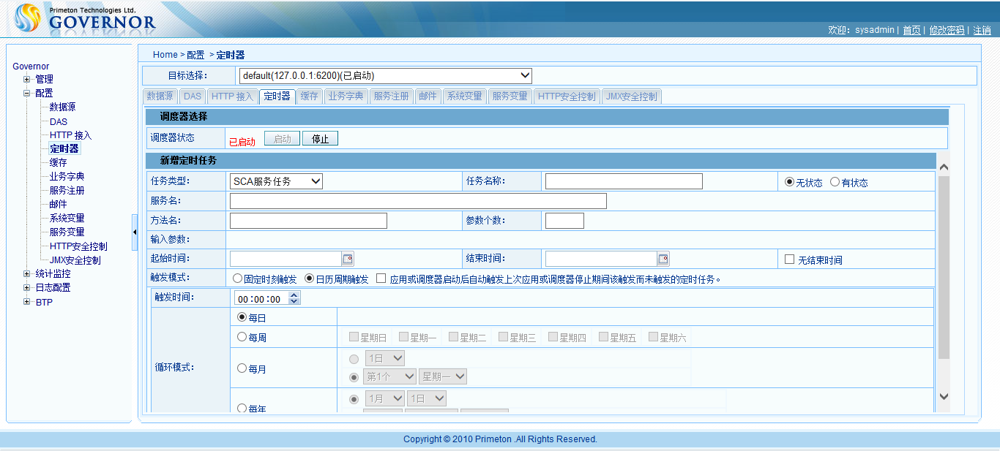 Primeton Technologies Ltd.
GOVERNOR
欢迎：sysadmin | 首页 | 修改密码 | 注销
Governor
管理
配置
数据源
DAS
HTTP 接入
定时器
缓存
业务字典
服务注册
邮件
系统变量
服务变量
HTTP安全控制
JMX安全控制
统计监控
日志配置
BTP
Home > 配置 > 定时器
目标选择： default(127.0.0.1:6200)(已启动)
数据源 DAS HTTP 接入 定时器 缓存 业务字典 服务注册 邮件 系统变量 服务变量 HTTP安全控制 JMX安全控制
调度器选择
调度器状态 已启动 启动 停止
新增定时任务
任务类型： SCA服务任务 任务名称： 无状态 有状态
服务名：
方法名： 参数个数：
输入参数：
起始时间： 结束时间： 无结束时间
触发模式： 固定时刻触发 日历周期触发 应用或调度器启动后自动触发上次应用或调度器停止期间该触发而未触发的定时任务。
触发时间： 00:00:00
循环模式：
每日
每周 星期日 星期一 星期二 星期三 星期四 星期五 星期六
每月 1日
第1个 星期一
每年 1月 1日
Copyright © 2010 Primeton .All Rights Reserved.